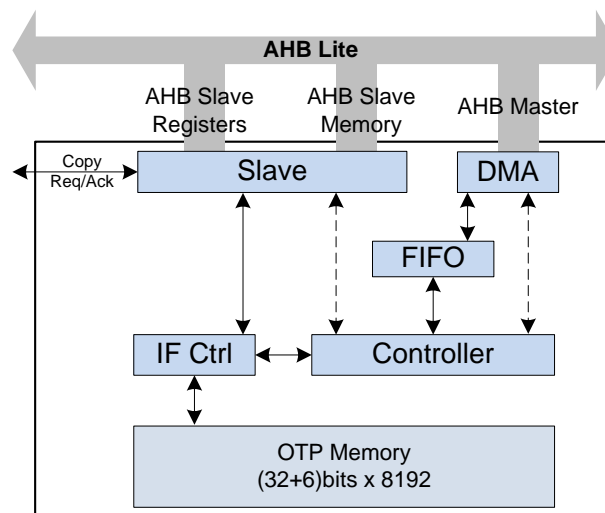 AHB Lite
AHB Slave
Registers
AHB Slave
Memory
AHB Master
Copy
Req/Ack
Slave
DMA
FIFO
IF Ctrl
Controller
OTP Memory
(32+6)bits x 8192